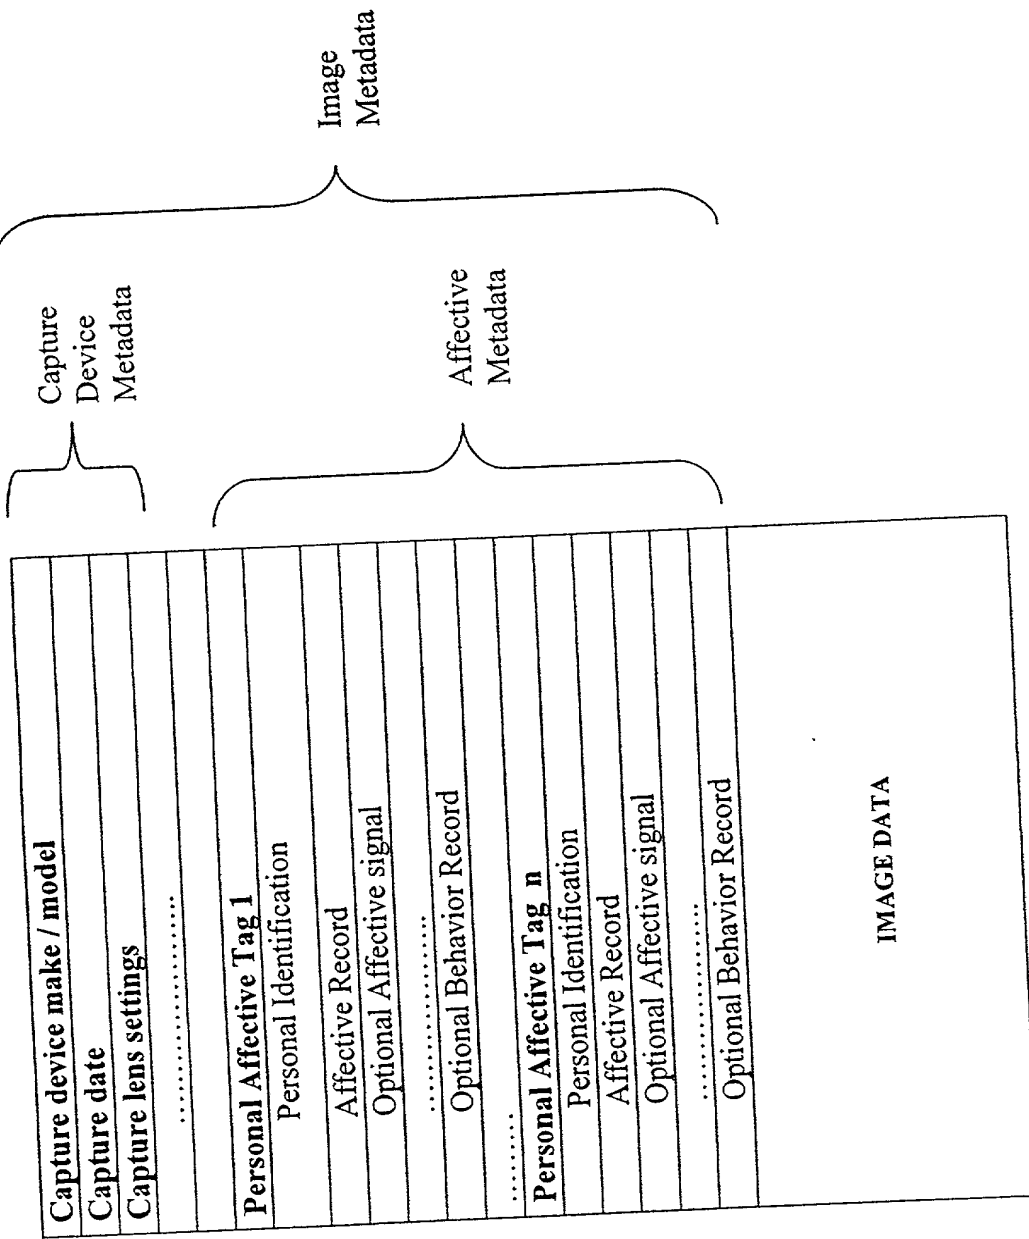 Capture device make / model
Capture date
Capture lens settings
...................
Personal Affective Tag 1
Personal Identification
Affective Record
Optional Affective signal
...................
Optional Behavior Record
.........
Personal Affective Tag n
Personal Identification
Affective Record
Optional Affective signal
...................
Optional Behavior Record
IMAGE DATA
Capture
Device
Metadata
Affective
Metadata
Image
Metadata